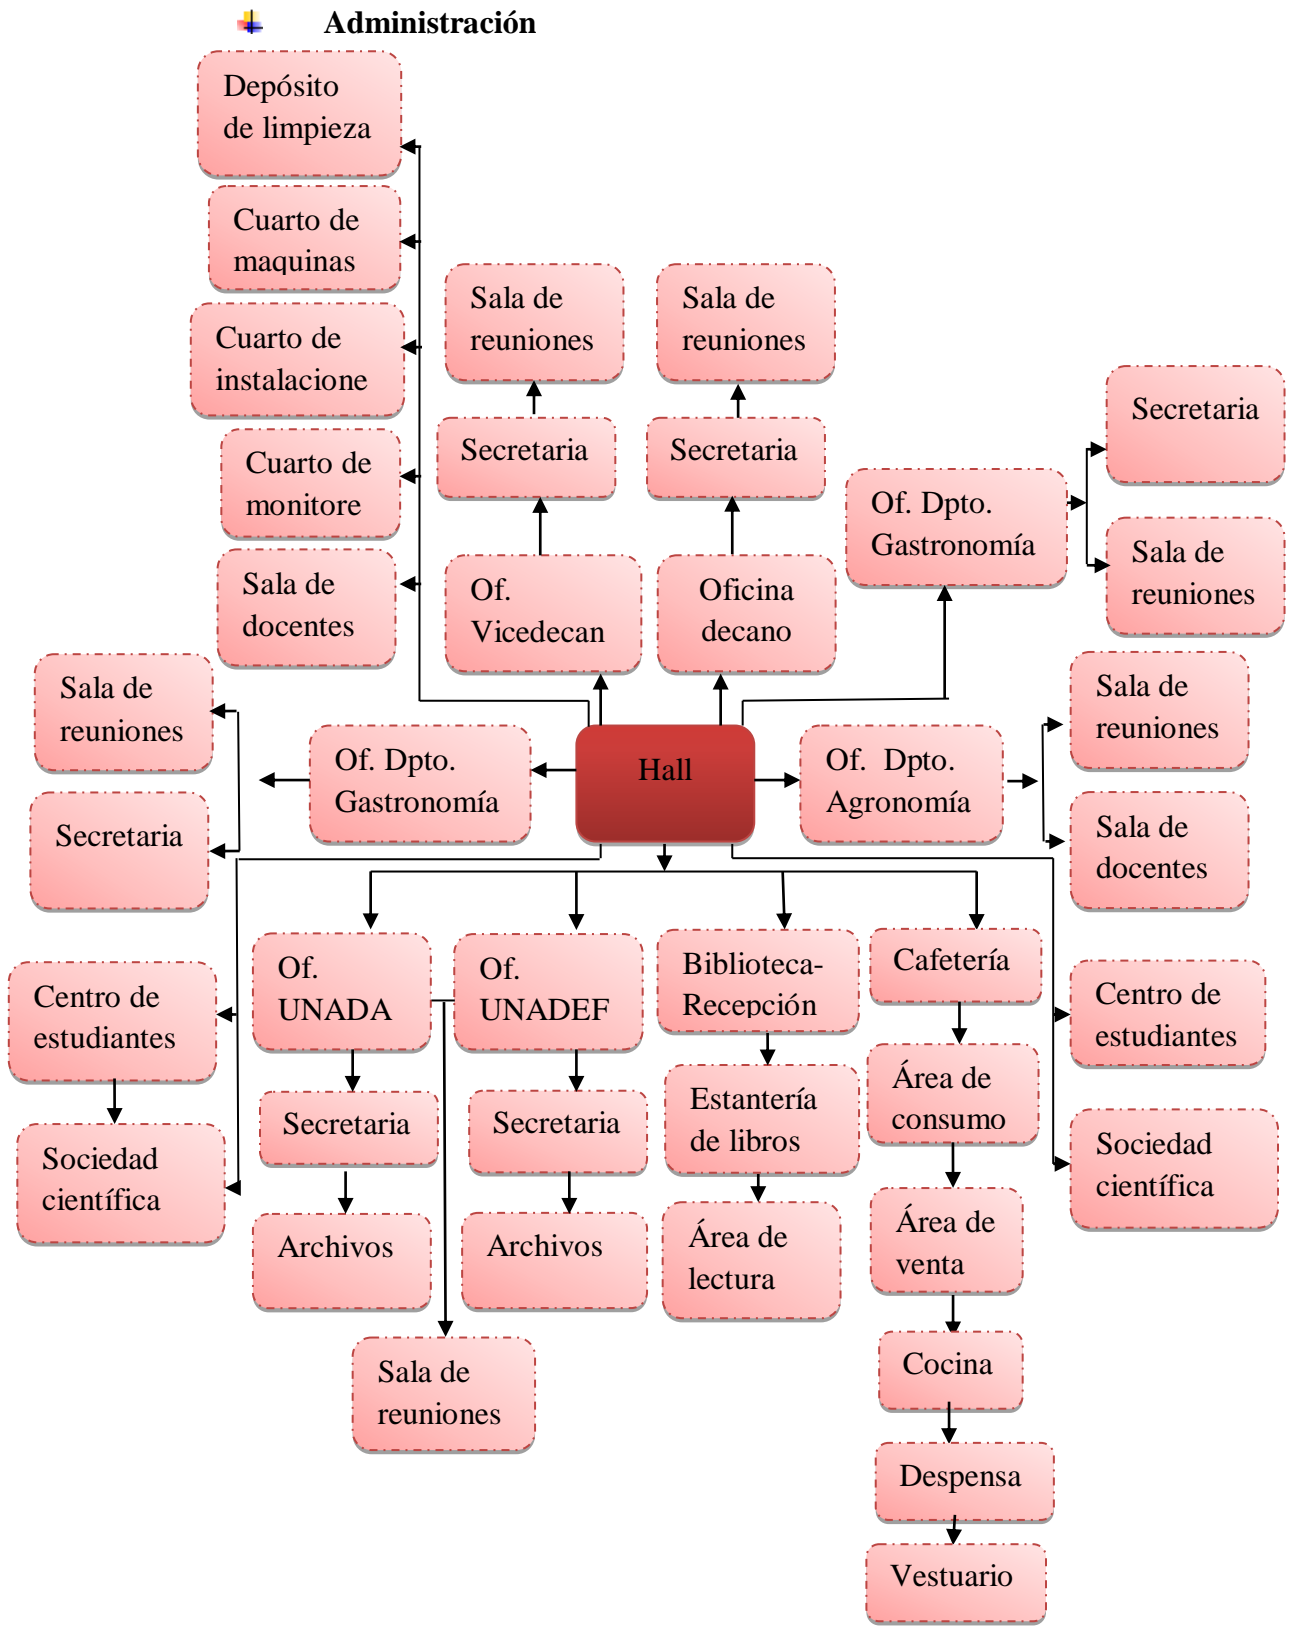 Administración
Depósito
de limpieza
Cuarto de
maquinas
Cuarto de
instalacione
Cuarto de
monitore
Sala de
docentes
Sala de
reuniones
Secretaria
Of.
Vicedecan
Sala de
reuniones
Secretaria
Oficina
decano
Of. Dpto.
Gastronomía
Secretaria
Sala de
reuniones
Sala de
reuniones
Secretaria
Of. Dpto.
Gastronomía
Hall
Of. Dpto.
Agronomía
Sala de
reuniones
Sala de
docentes
Centro de
estudiantes
Sociedad
científica
Of.
UNADA
Secretaria
Archivos
Of.
UNADEF
Secretaria
Archivos
Sala de
reuniones
Biblioteca-
Recepción
Estantería
de libros
Área de
lectura
Cafetería
Área de
consumo
Área de
venta
Cocina
Despensa
Vestuario
Centro de
estudiantes
Sociedad
científica